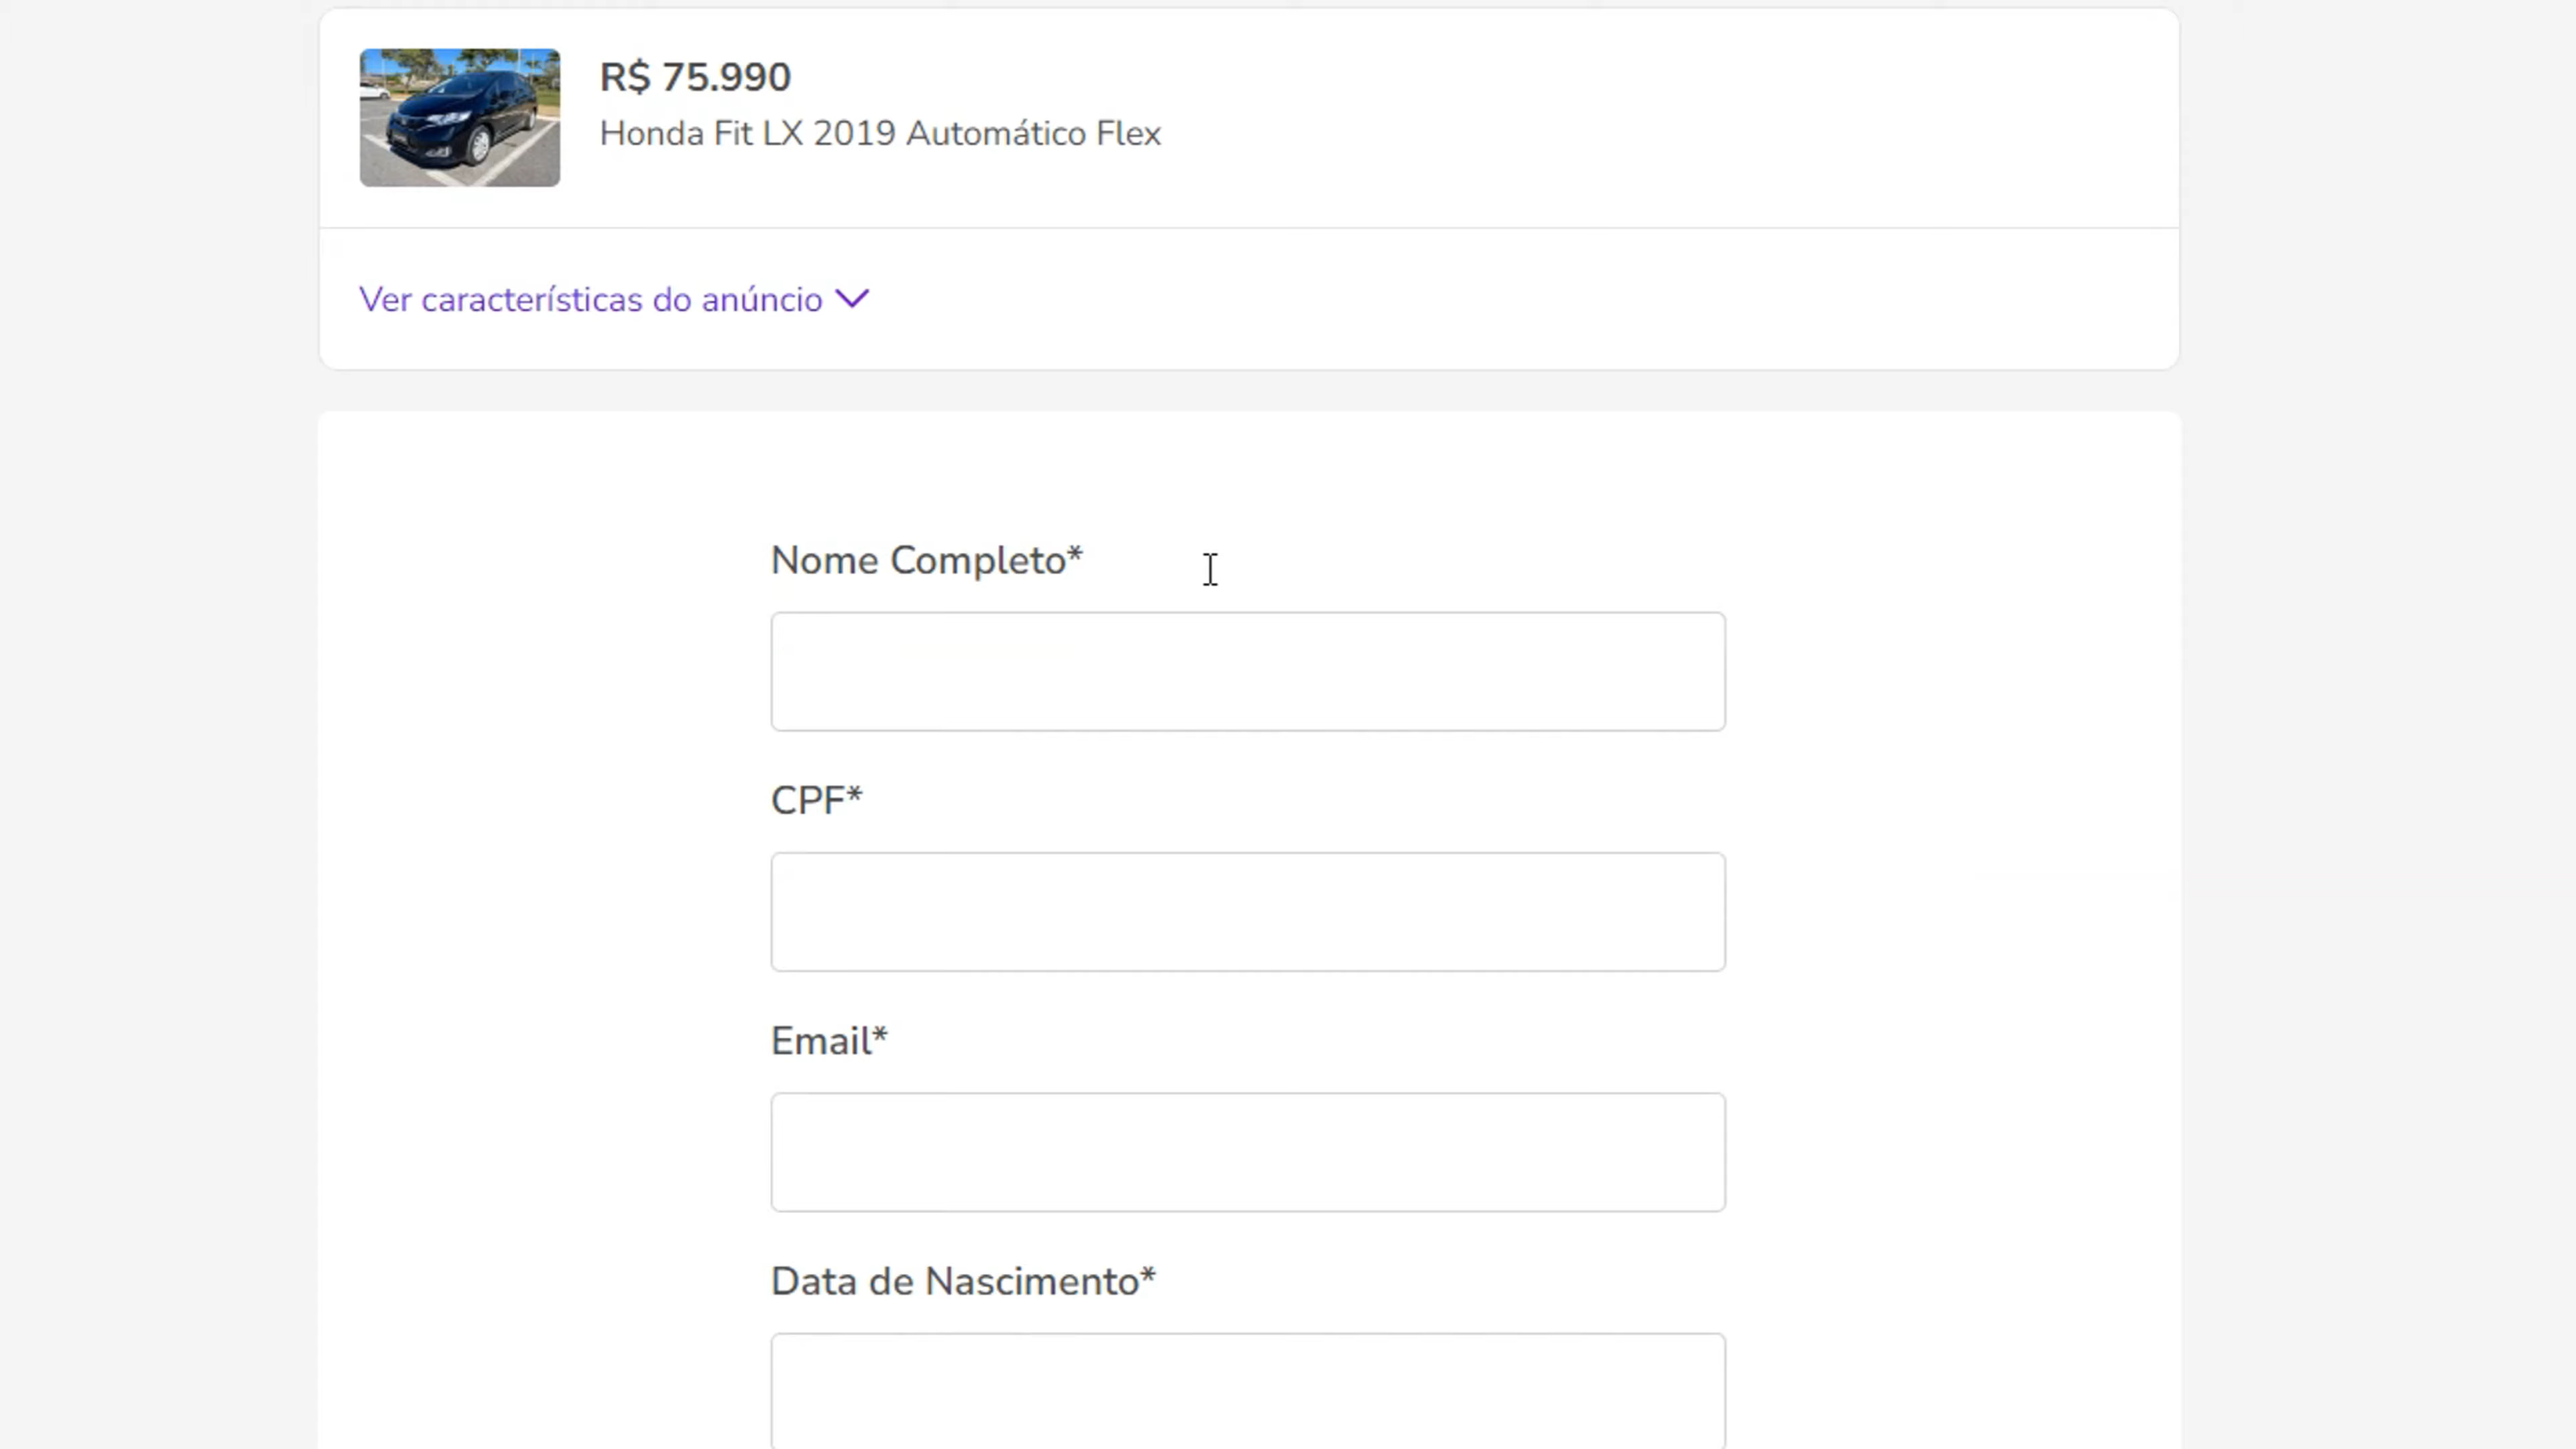 R$ 75.990
Honda Fit LX 2019 Automático Flex
Ver características do anúncio
Nome Completo*
CPF*
Email*
Data de Nascimento*